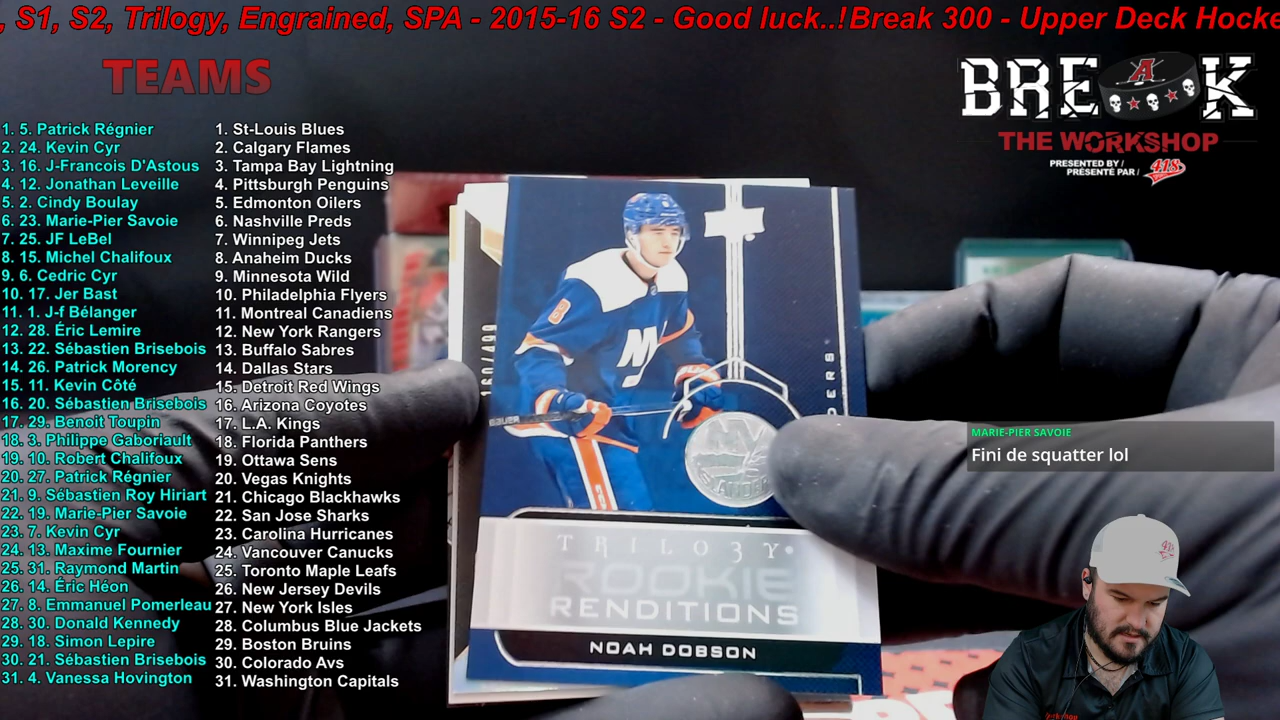 , S1, S2, Trilogy, Engrained, SPA - 2015-16 S2 - Good luck..!Break 300 - Upper Deck Hocke
TEAMS
1. 5. Patrick Régnier
2. 24. Kevin Cyr
3. 16. J-Francois D'Astous
4. 12. Jonathan Leveille
5. 2. Cindy Boulay
6. 23. Marie-Pier Savoie
7. 25. JF LeBel
8. 15. Michel Chalifoux
9. 6. Cedric Cyr
10. 17. Jer Bast
11. 1. J-f Bélanger
12. 28. Éric Lemire
13. 22. Sébastien Brisebois
14. 26. Patrick Morency
15. 11. Kevin Côté
16. 20. Sébastien Brisebois
17. 29. Benoit Toupin
18. 3. Philippe Gaboriault
19. 10. Robert Chalifoux
20. 27. Patrick Régnier
21. 9. Sébastien Roy Hiriart
22. 19. Marie-Pier Savoie
23. 7. Kevin Cyr
24. 13. Maxime Fournier
25. 31. Raymond Martin
26. 14. Éric Héon
27. 8. Emmanuel Pomerleau
28. 30. Donald Kennedy
29. 18. Simon Lepire
30. 21. Sébastien Brisebois
31. 4. Vanessa Hovington
1. St-Louis Blues
2. Calgary Flames
3. Tampa Bay Lightning
4. Pittsburgh Penguins
5. Edmonton Oilers
6. Nashville Preds
7. Winnipeg Jets
8. Anaheim Ducks
9. Minnesota Wild
10. Philadelphia Flyers
11. Montreal Canadiens
12. New York Rangers
13. Buffalo Sabres
14. Dallas Stars
15. Detroit Red Wings
16. Arizona Coyotes
17. L.A. Kings
18. Florida Panthers
19. Ottawa Sens
20. Vegas Knights
21. Chicago Blackhawks
22. San Jose Sharks
23. Carolina Hurricanes
24. Vancouver Canucks
25. Toronto Maple Leafs
26. New Jersey Devils
27. New York Isles
28. Columbus Blue Jackets
29. Boston Bruins
30. Colorado Avs
31. Washington Capitals
BREAK
THE WORKSHOP
PRESENTED BY /
PRÉSENTÉ PAR /
418
8
NY
TRILO3Y
ROOKIE
RENDITIONS
NOAH DOBSON
MARIE-PIER SAVOIE
Fini de squatter lol